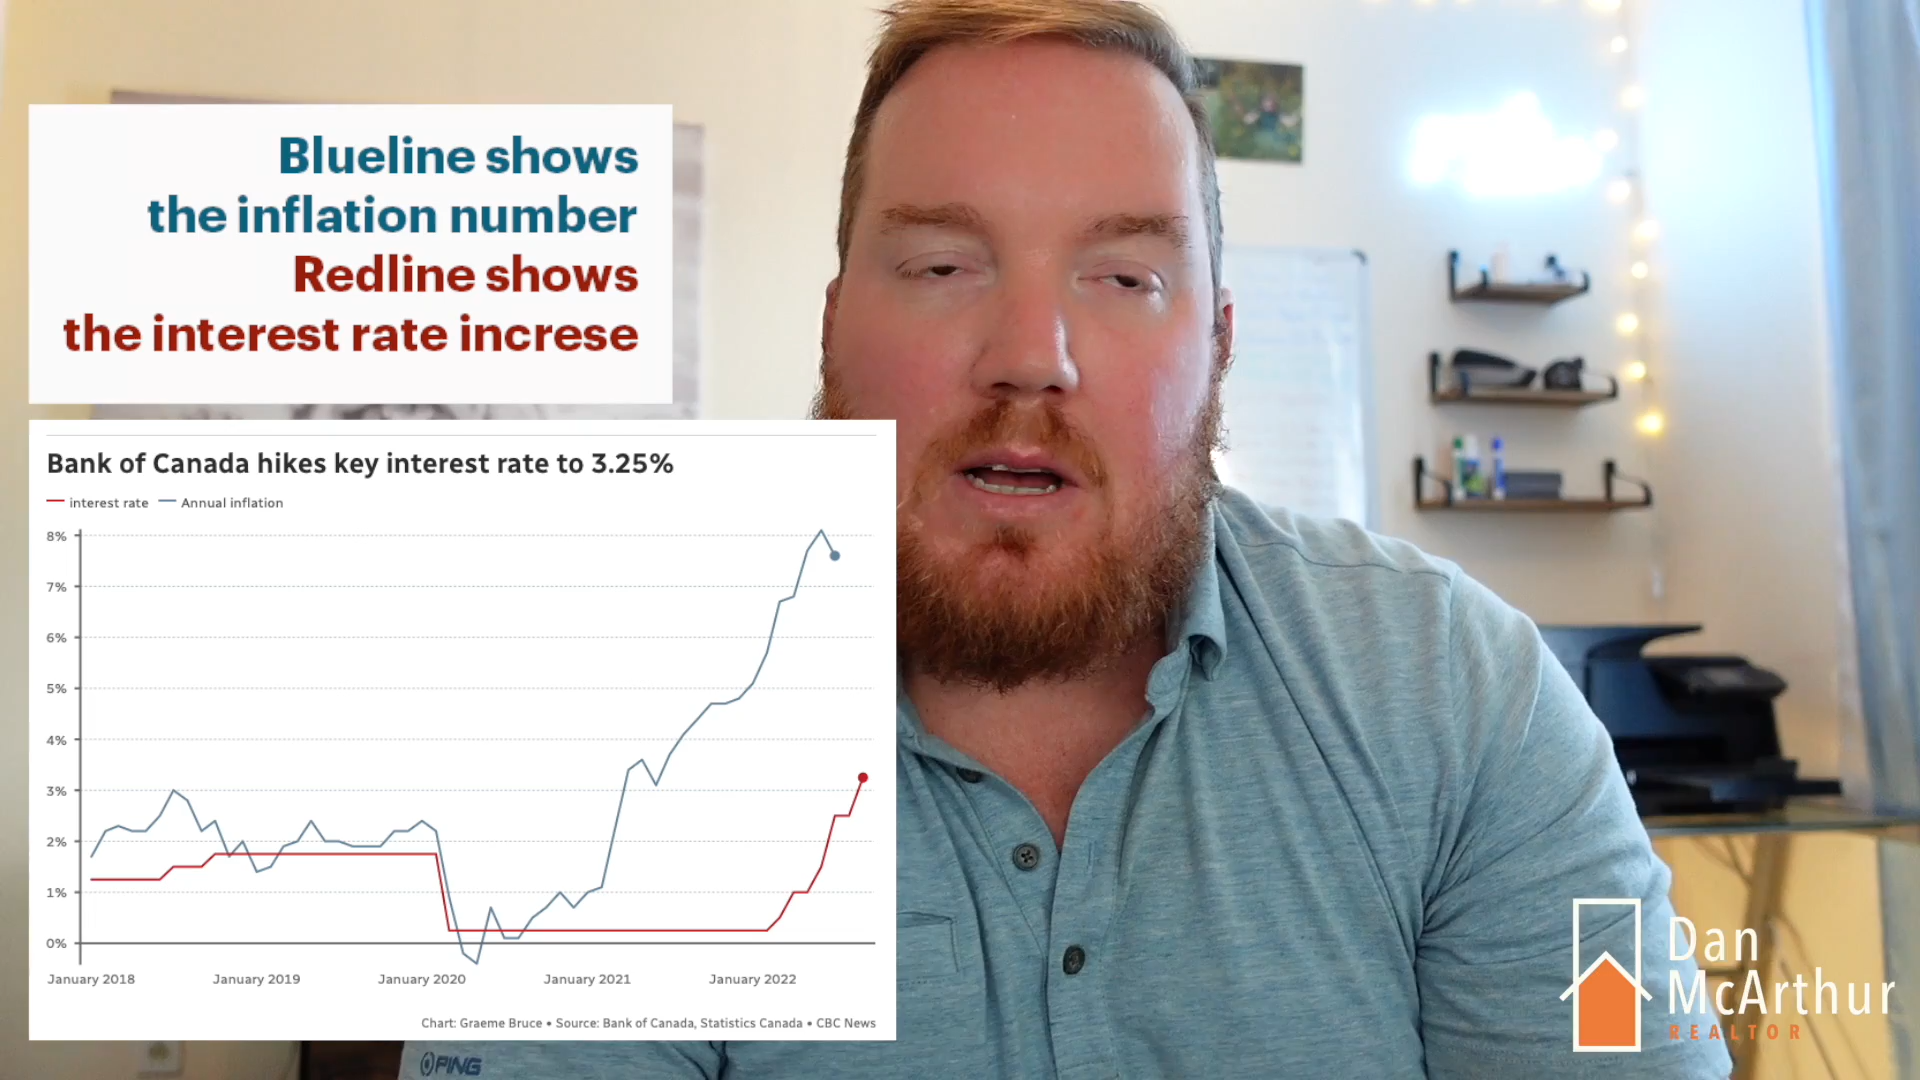 Blueline shows
the inflation number
Redline shows
the interest rate increse
Bank of Canada hikes key interest rate to 3.25%
interest rate Annual inflation
8%
7%
6%
5%
4%
3%
2%
1%
0%
January 2018 January 2019 January 2020 January 2021 January 2022
Chart: Graeme Bruce • Source: Bank of Canada, Statistics Canada • CBC News
PING
Dan
McArthur
REALTOR